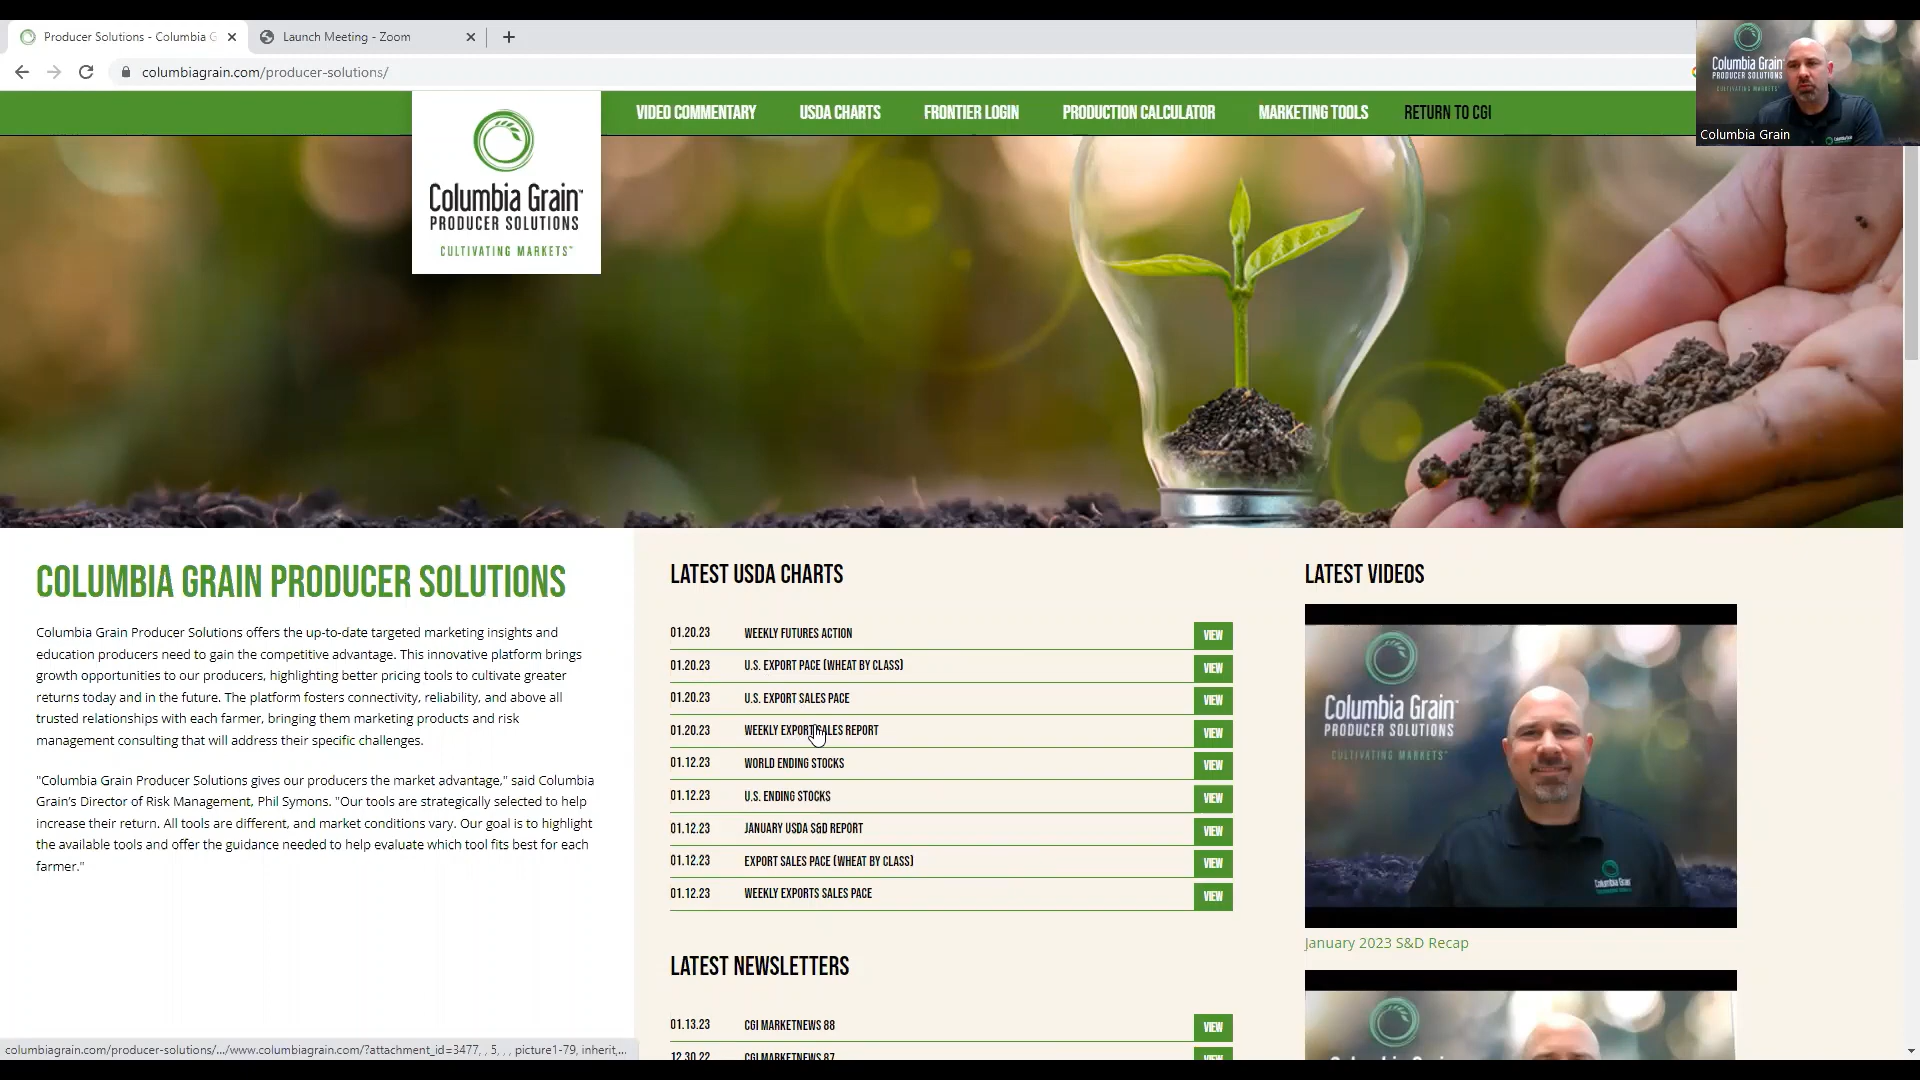 Producer Solutions - Columbia G
Launch Meeting - Zoom
columbiagrain.com/producer-solutions/
VIDEO COMMENTARY
USDA CHARTS
FRONTIER LOGIN
PRODUCTION CALCULATOR
MARKETING TOOLS
RETURN TO CGI
Columbia Grain
PRODUCER SOLUTIONS
CULTIVATING MARKETS
Columbia Grain
Columbia Grain™
PRODUCER SOLUTIONS
CULTIVATING MARKETS™
COLUMBIA GRAIN PRODUCER SOLUTIONS
Columbia Grain Producer Solutions offers the up-to-date targeted marketing insights and
education producers need to gain the competitive advantage. This innovative platform brings
growth opportunities to our producers, highlighting better pricing tools to cultivate greater
returns today and in the future. The platform fosters connectivity, reliability, and above all
trusted relationships with each farmer, bringing them marketing products and risk
management consulting that will address their specific challenges.
"Columbia Grain Producer Solutions gives our producers the market advantage," said Columbia
Grain's Director of Risk Management, Phil Symons. "Our tools are strategically selected to help
increase their return. All tools are different, and market conditions vary. Our goal is to highlight
the available tools and offer the guidance needed to help evaluate which tool fits best for each
farmer."
LATEST USDA CHARTS
01.20.23 WEEKLY FUTURES ACTION VIEW
01.20.23 U.S. EXPORT PACE (WHEAT BY CLASS) VIEW
01.20.23 U.S. EXPORT SALES PACE VIEW
01.20.23 WEEKLY EXPORT SALES REPORT VIEW
01.12.23 WORLD ENDING STOCKS VIEW
01.12.23 U.S. ENDING STOCKS VIEW
01.12.23 JANUARY USDA S&D REPORT VIEW
01.12.23 EXPORT SALES PACE (WHEAT BY CLASS) VIEW
01.12.23 WEEKLY EXPORTS SALES PACE VIEW
LATEST NEWSLETTERS
01.13.23 CGI MARKETNEWS 88 VIEW
12.30.22 CGI MARKETNEWS 87 VIEW
LATEST VIDEOS
Columbia Grain
PRODUCER SOLUTIONS
CULTIVATING MARKETS
January 2023 S&D Recap
columbiagrain.com/producer-solutions/.../www.columbiagrain.com/?attachment_id=3477, , 5, , , picture1-79, inherit,...